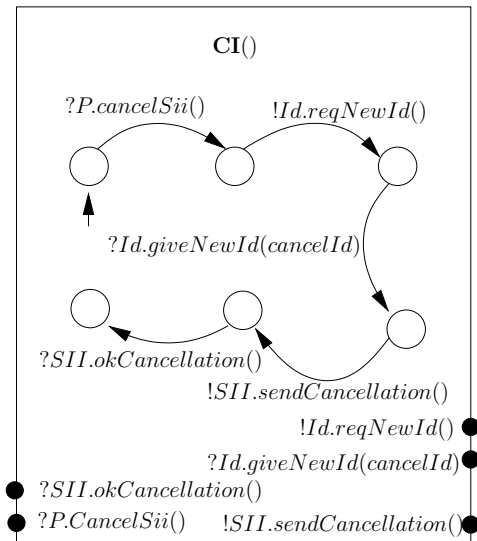 CI()
?P.cancelSii()
!Id.reqNewId()
?Id.giveNewId(cancelId)
?SII.okCancellation()
!SII.sendCancellation()
!Id.reqNewId()
?Id.giveNewId(cancelId)
?SII.okCancellation()
?P.CancelSii()
!SII.sendCancellation()